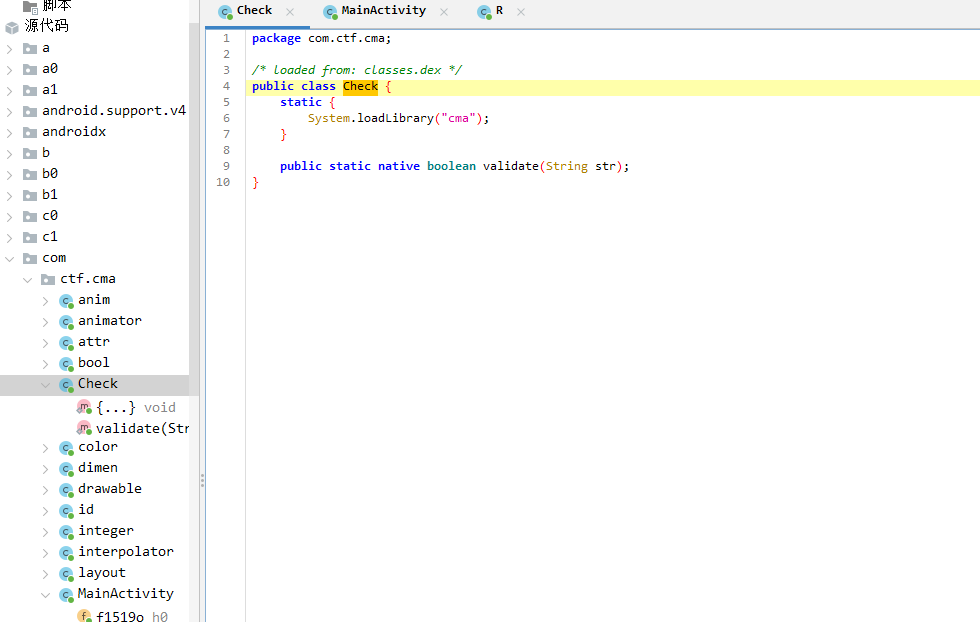 脚本
源代码
a
a0
a1
android.support.v4
androidx
b
b0
b1
c0
c1
com
ctf.cma
anim
animator
attr
bool
Check
{...} void
validate(Str
color
dimen
drawable
id
integer
interpolator
layout
MainActivity
f1519o h0
Check
MainActivity
R
1 package com.ctf.cma;
2
3 /* loaded from: classes.dex */
4 public class Check {
5 static {
6 System.loadLibrary("cma");
7 }
8
9 public static native boolean validate(String str);
10 }